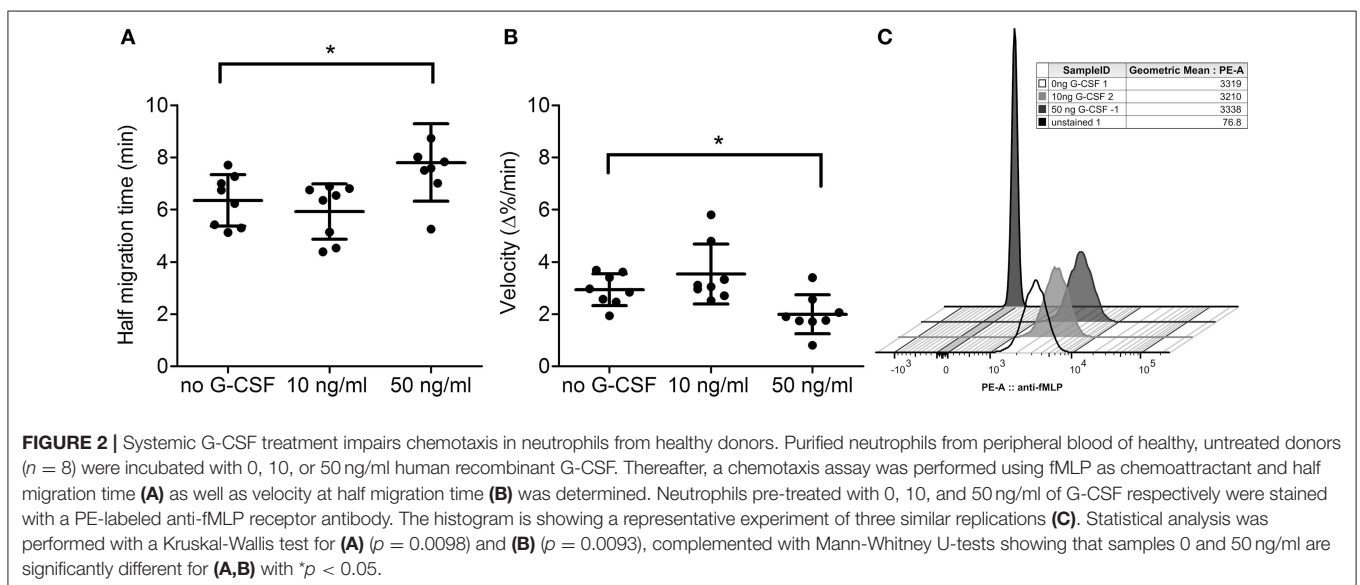 A
*
Half migration time (min)
10
8
6
4
2
0
no G-CSF 10 ng/ml 50 ng/ml
B
*
Velocity (Δ%/min)
10
8
6
4
2
0
no G-CSF 10 ng/ml 50 ng/ml
C
SampleID Geometric Mean : PE-A
0ng G-CSF 1 3319
10ng G-CSF 2 3210
50 ng G-CSF -1 3338
unstained 1 76.8
-10³ 0 10³ 10⁴ 10⁵
PE-A :: anti-fMLP
FIGURE 2 | Systemic G-CSF treatment impairs chemotaxis in neutrophils from healthy donors. Purified neutrophils from peripheral blood of healthy, untreated donors
(n = 8) were incubated with 0, 10, or 50 ng/ml human recombinant G-CSF. Thereafter, a chemotaxis assay was performed using fMLP as chemoattractant and half
migration time (A) as well as velocity at half migration time (B) was determined. Neutrophils pre-treated with 0, 10, and 50 ng/ml of G-CSF respectively were stained
with a PE-labeled anti-fMLP receptor antibody. The histogram is showing a representative experiment of three similar replications (C). Statistical analysis was
performed with a Kruskal-Wallis test for (A) (p = 0.0098) and (B) (p = 0.0093), complemented with Mann-Whitney U-tests showing that samples 0 and 50 ng/ml are
significantly different for (A,B) with *p < 0.05.